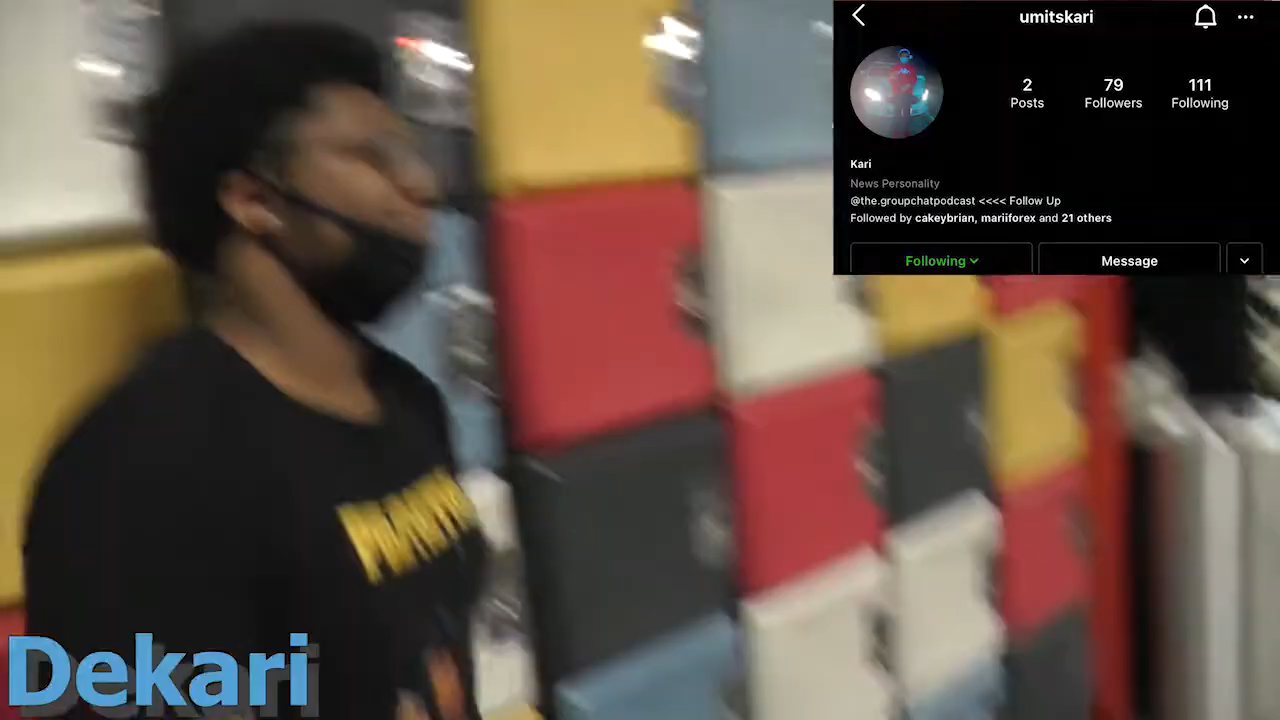 umitskari
2 79 111
Posts Followers Following
Kari
News Personality
@the.groupchatpodcast <<<< Follow Up
Followed by cakeybrian, mariiforex and 21 others
Following Message
Dekari